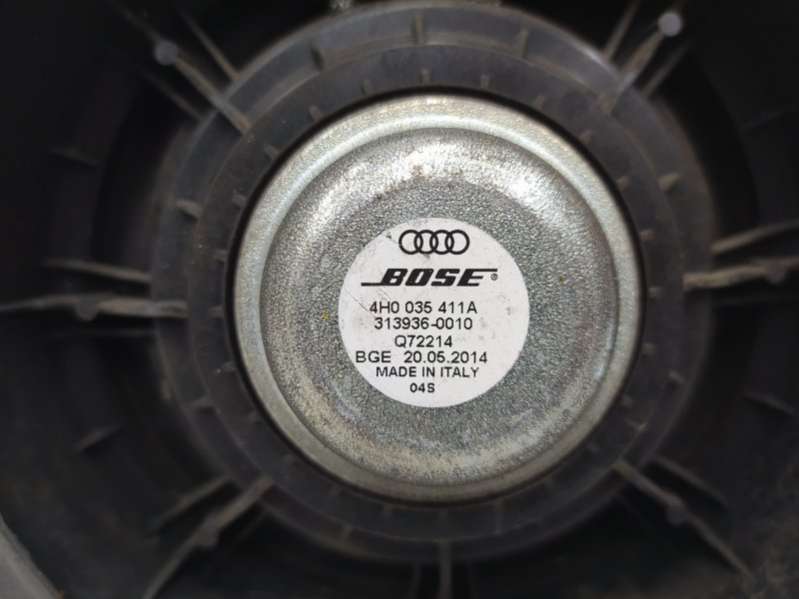 BOSE®
4H0 035 411A
313936-0010
Q72214
BGE 20.05.2014
MADE IN ITALY
04S